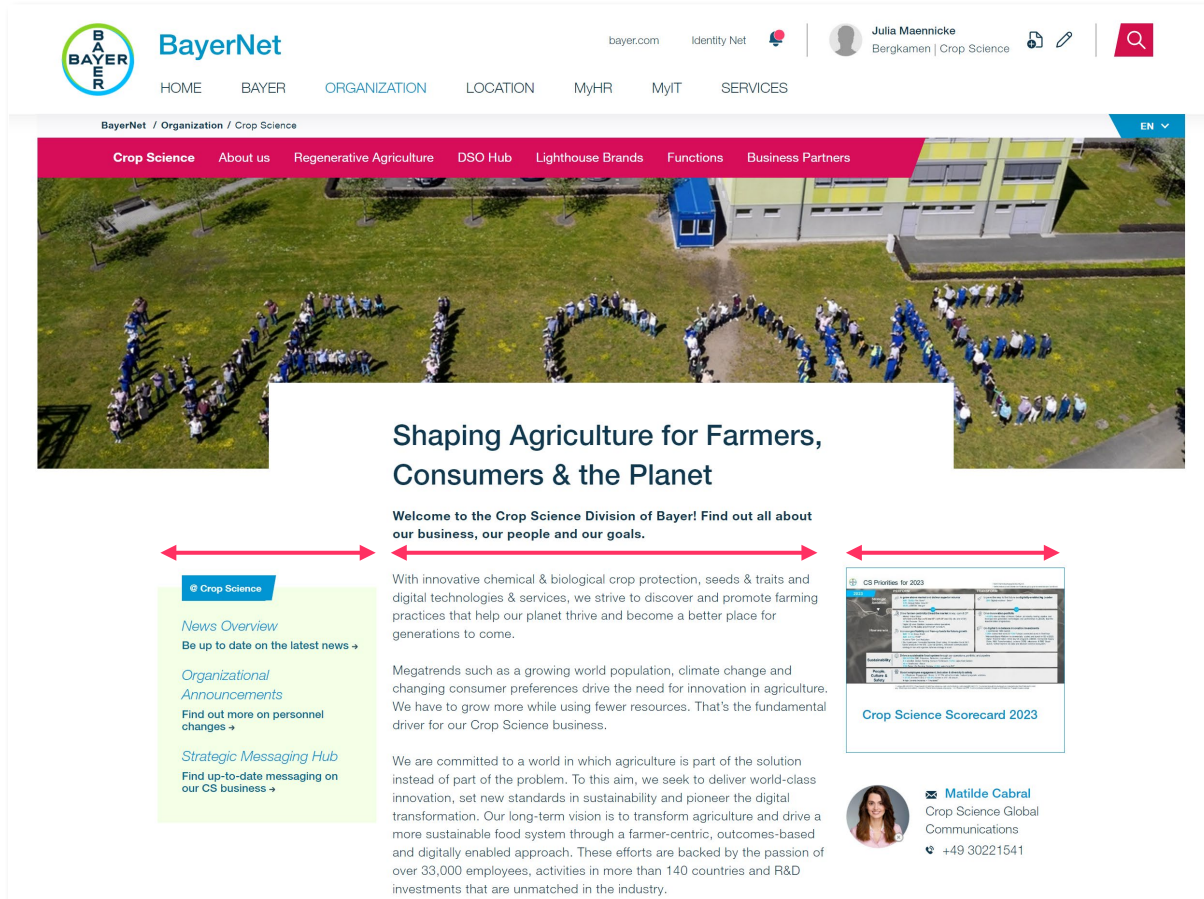 BAYER
BAYER
BayerNet
bayer.com
Identity Net
Julia Maennicke
Bergkamen | Crop Science
HOME
BAYER
ORGANIZATION
LOCATION
MyHR
MyIT
SERVICES
BayerNet / Organization / Crop Science
EN
Crop Science
About us
Regenerative Agriculture
DSO Hub
Lighthouse Brands
Functions
Business Partners
WELCOME
Shaping Agriculture for Farmers,
Consumers & the Planet
Welcome to the Crop Science Division of Bayer! Find out all about
our business, our people and our goals.
@ Crop Science
News Overview
Be up to date on the latest news →
Organizational
Announcements
Find out more on personnel
changes →
Strategic Messaging Hub
Find up-to-date messaging on
our CS business →
With innovative chemical & biological crop protection, seeds & traits and
digital technologies & services, we strive to discover and promote farming
practices that help our planet thrive and become a better place for
generations to come.
Megatrends such as a growing world population, climate change and
changing consumer preferences drive the need for innovation in agriculture.
We have to grow more while using fewer resources. That's the fundamental
driver for our Crop Science business.
We are committed to a world in which agriculture is part of the solution
instead of part of the problem. To this aim, we seek to deliver world-class
innovation, set new standards in sustainability and pioneer the digital
transformation. Our long-term vision is to transform agriculture and drive a
more sustainable food system through a farmer-centric, outcomes-based
and digitally enabled approach. These efforts are backed by the passion of
over 33,000 employees, activities in more than 140 countries and R&D
investments that are unmatched in the industry.
CS Priorities for 2023
2023
Sustainability
People,
Culture &
Safety
Crop Science Scorecard 2023
Matilde Cabral
Crop Science Global
Communications
+49 30221541